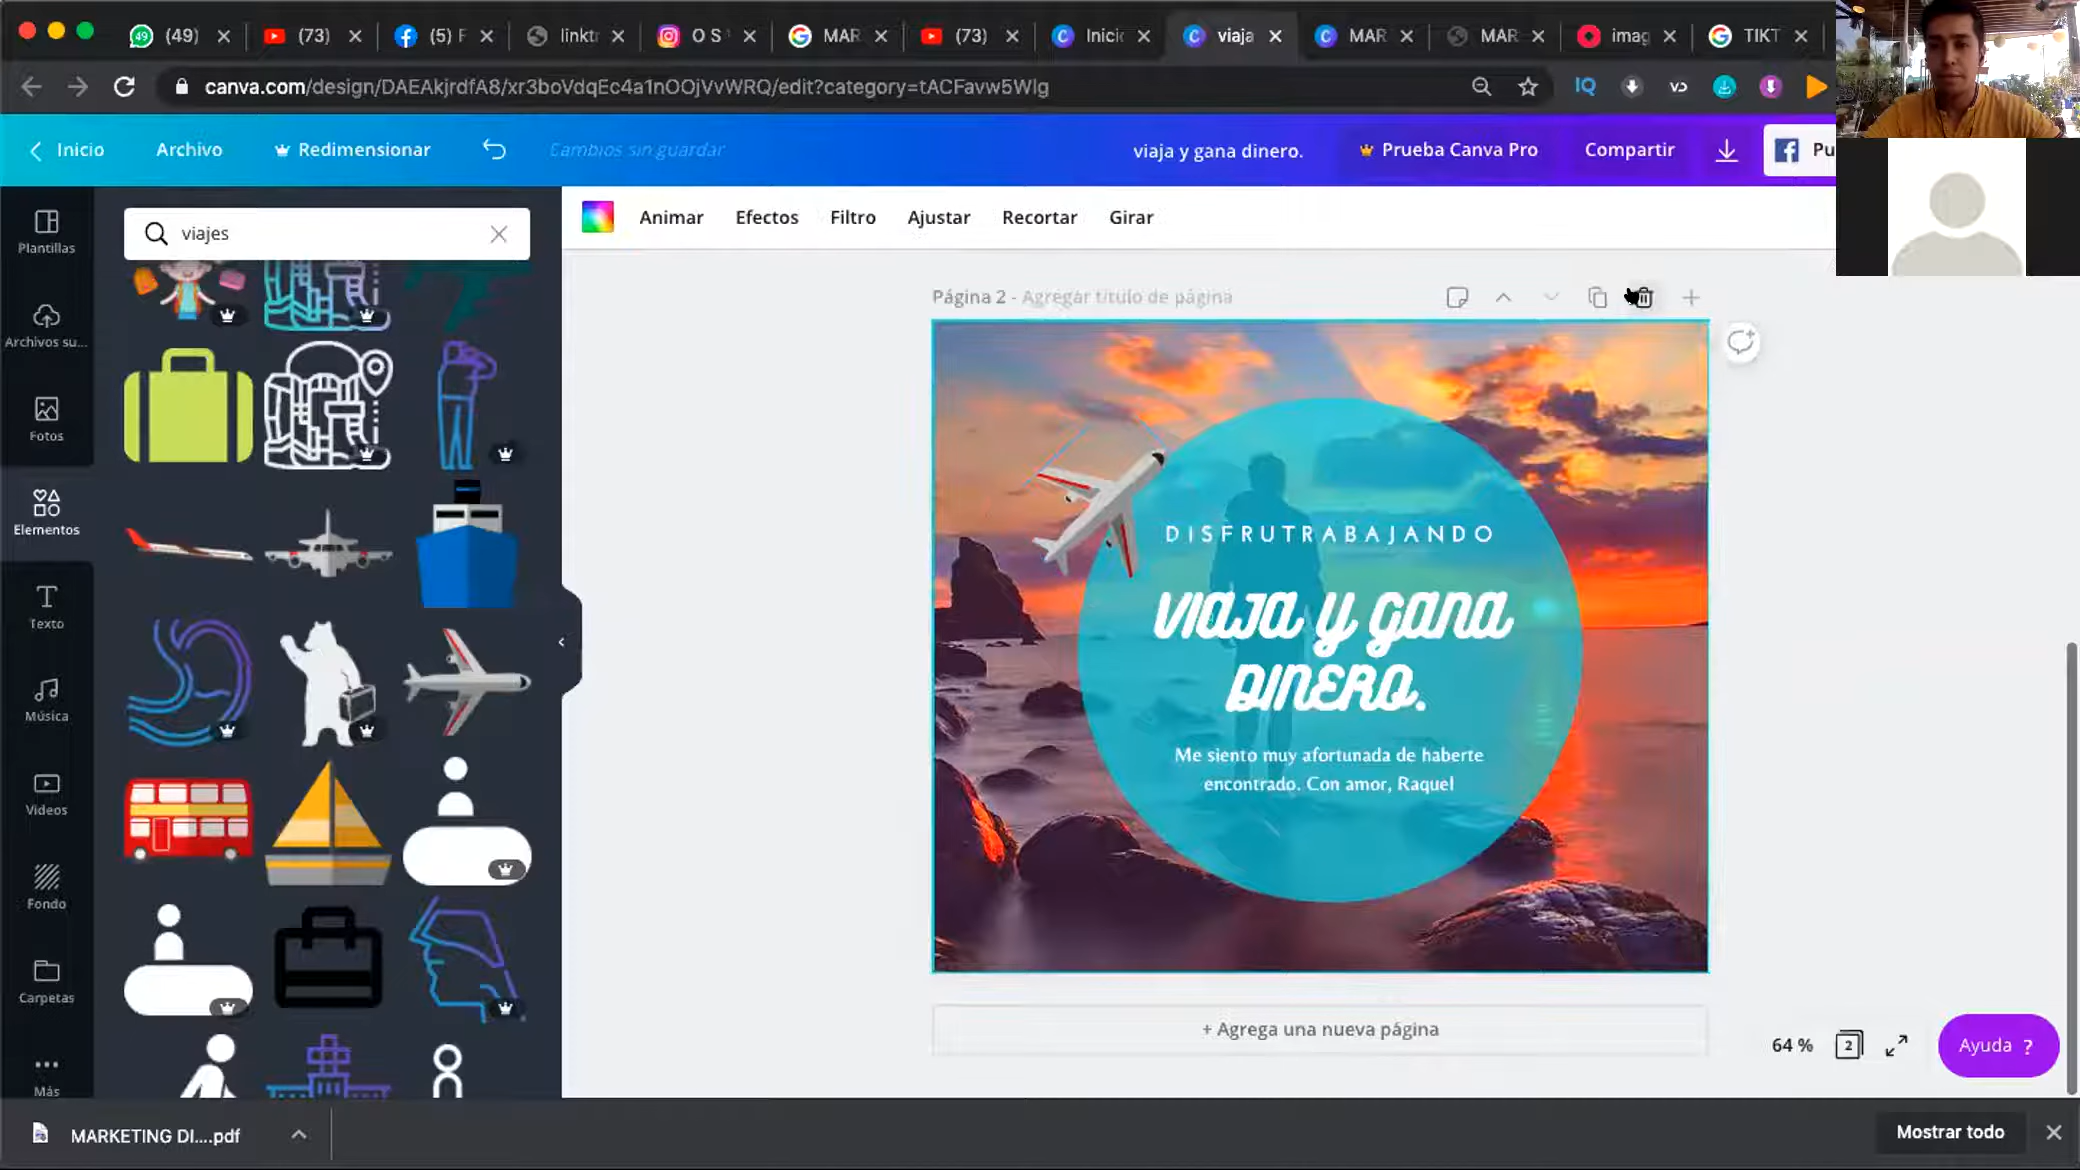 (49)
(73)
(5) F
linktr
O S
MAR
(73)
Inicio
viaja
MAR
MAR
imag
TIKT
canva.com/design/DAEAkjrdfA8/xr3boVdqEc4a1nOOjVvWRQ/edit?category=tACFavw5WIg
IQ
Inicio
Archivo
Redimensionar
Cambios sin guardar
viaja y gana dinero.
Prueba Canva Pro
Compartir
Pu
viajes
Animar
Efectos
Filtro
Ajustar
Recortar
Girar
Plantillas
Archivos su...
Fotos
Elementos
Texto
Música
Videos
Fondo
Carpetas
Más
Página 2 - Agregar título de página
DISFRUTRABAJANDO
VIAJA Y GANA
DINERO.
Me siento muy afortunada de haberte
encontrado. Con amor, Raquel
+ Agrega una nueva página
64 %
2
Ayuda ?
MARKETING DI....pdf
Mostrar todo